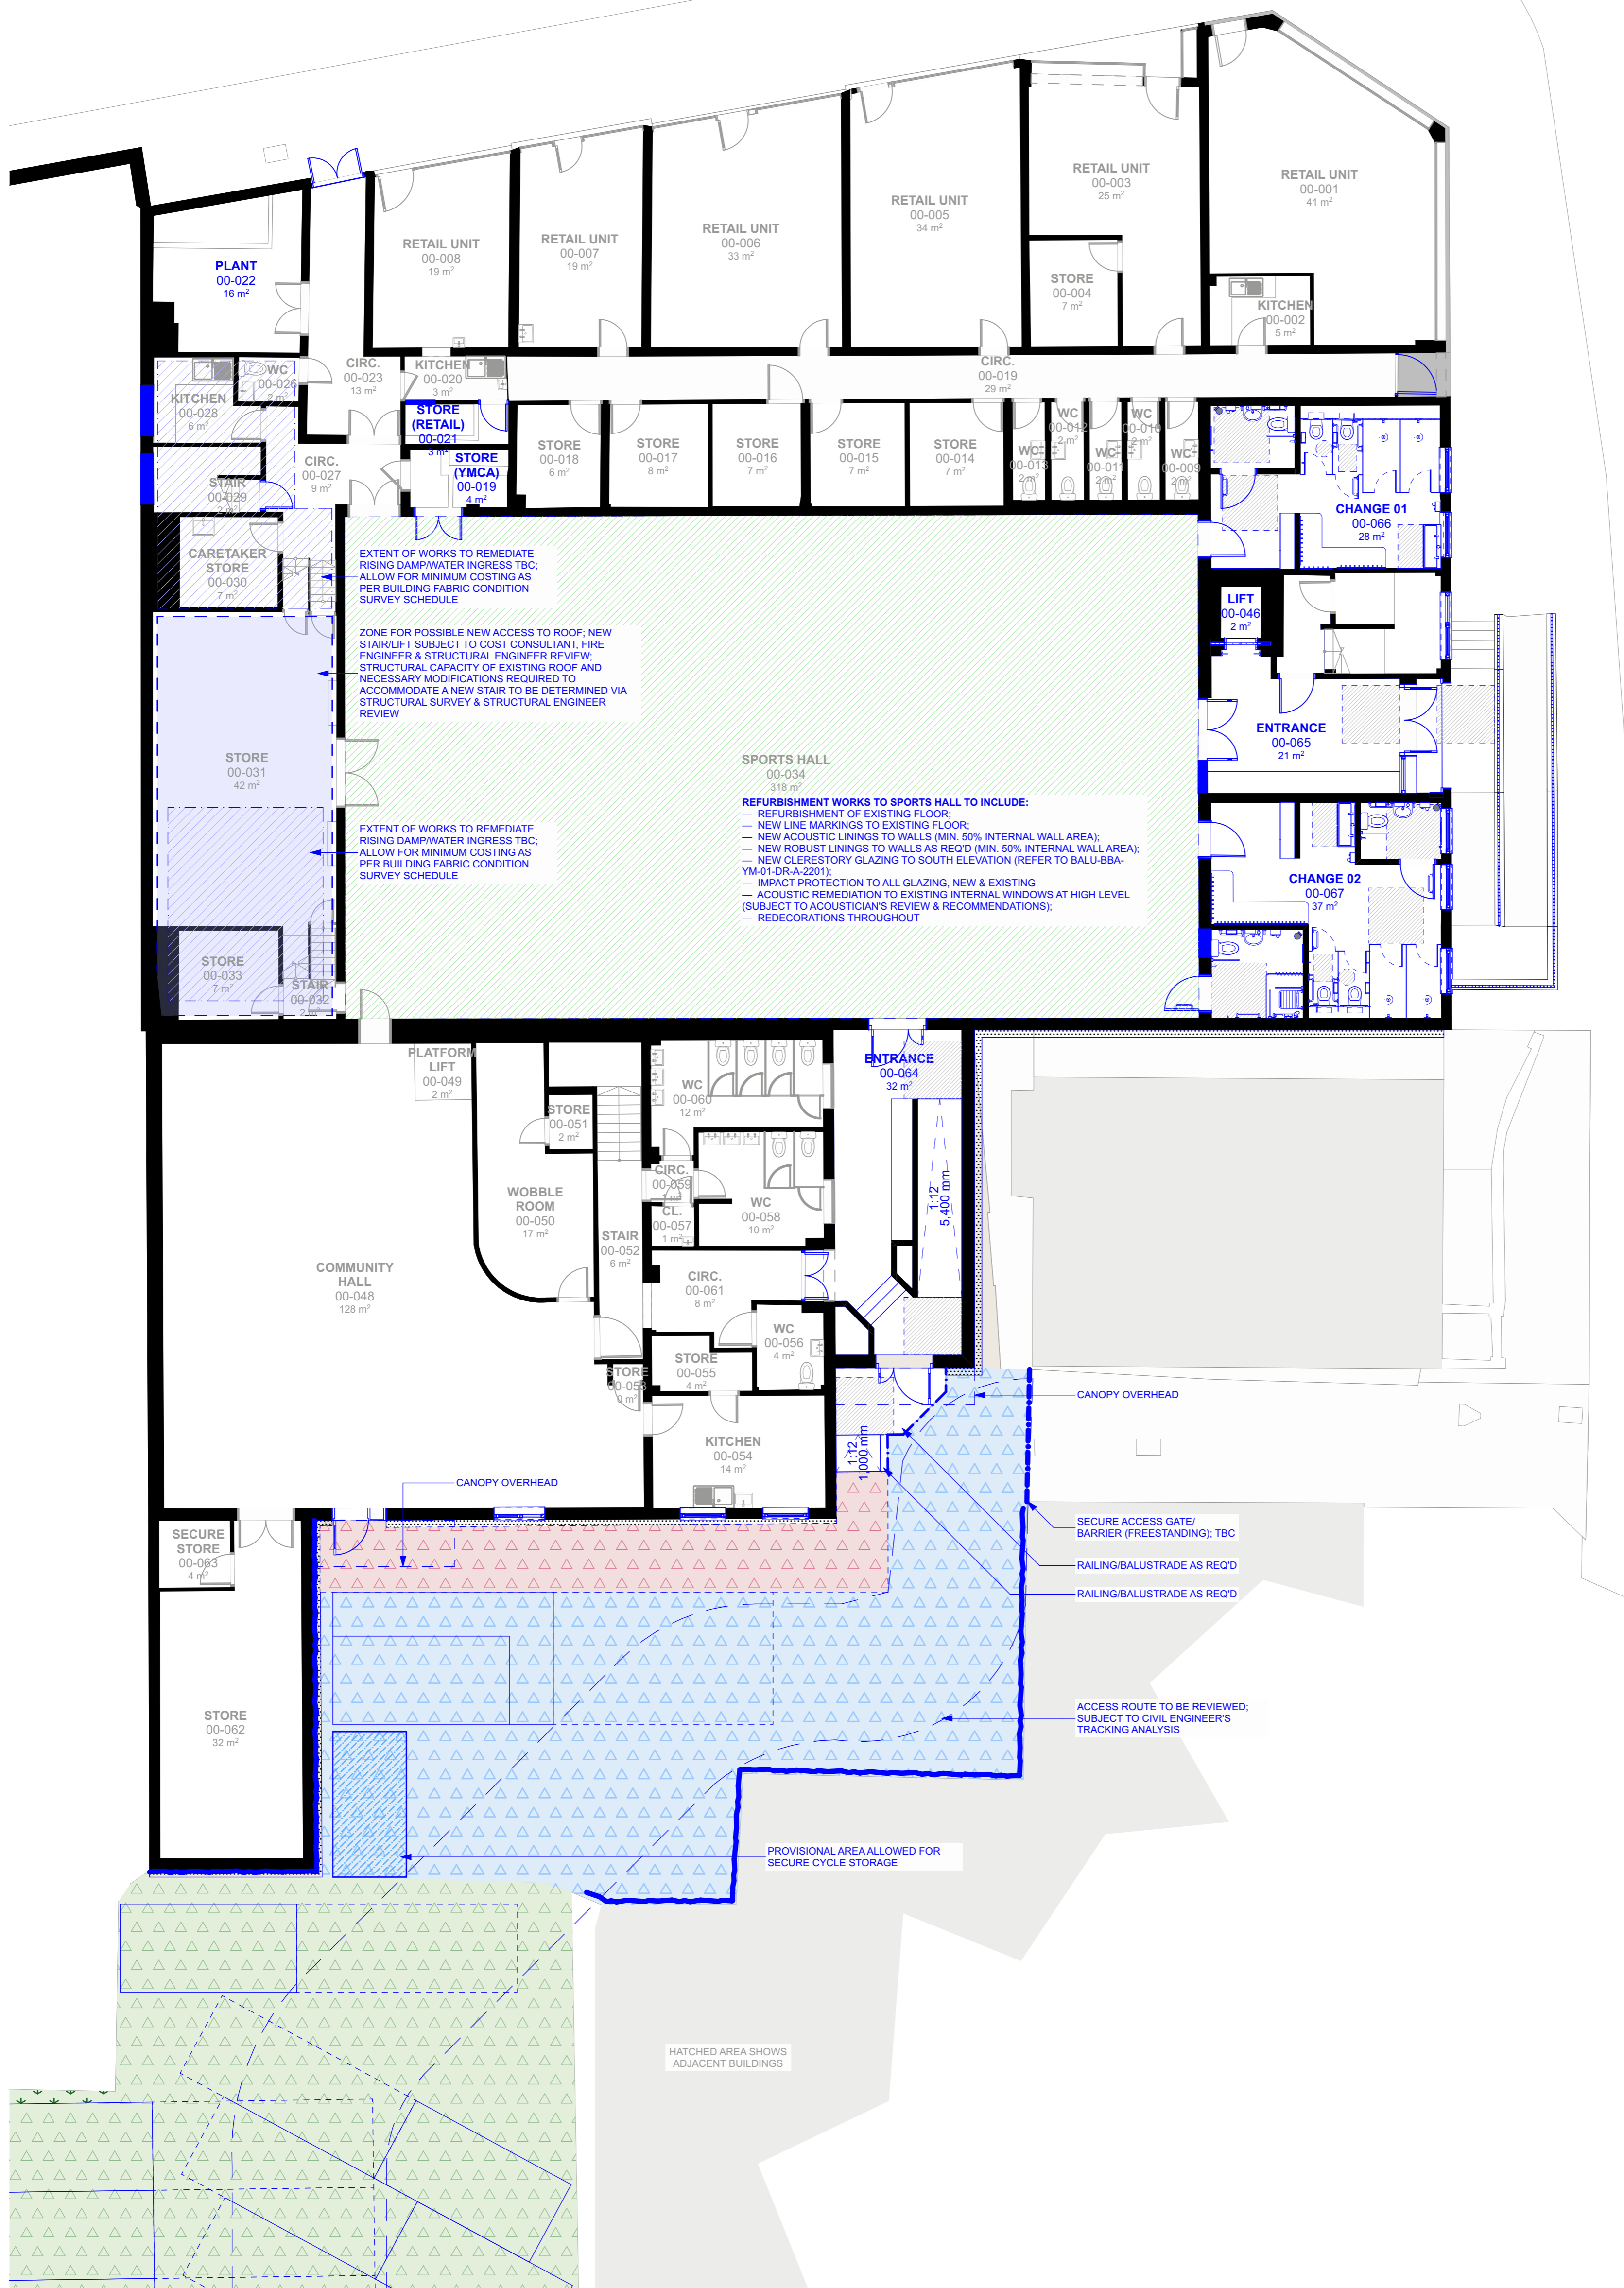 RETAIL UNIT
00-001
41 m²
RETAIL UNIT
00-003
25 m²
RETAIL UNIT
00-005
34 m²
RETAIL UNIT
00-006
33 m²
RETAIL UNIT
00-007
19 m²
RETAIL UNIT
00-008
19 m²
PLANT
00-022
16 m²
STORE
00-004
7 m²
KITCHEN
00-002
5 m²
CIRC.
00-019
29 m²
CIRC.
00-023
13 m²
KITCHEN
00-020
3 m²
WC
00-026
2 m²
KITCHEN
00-028
6 m²
STORE
(RETAIL)
00-021
3 m²
STORE
(YMCA)
00-019
4 m²
STORE
00-018
6 m²
STORE
00-017
8 m²
STORE
00-016
7 m²
STORE
00-015
7 m²
STORE
00-014
7 m²
WC
00-013
2 m²
WC
00-012
2 m²
WC
00-011
2 m²
WC
00-010
2 m²
WC
00-009
2 m²
CIRC.
00-027
9 m²
STAIR
00-029
2 m²
CARETAKER
STORE
00-030
7 m²
CHANGE 01
00-066
28 m²
LIFT
00-046
2 m²
ENTRANCE
00-065
21 m²
CHANGE 02
00-067
37 m²
EXTENT OF WORKS TO REMEDIATE
RISING DAMP/WATER INGRESS TBC;
ALLOW FOR MINIMUM COSTING AS
PER BUILDING FABRIC CONDITION
SURVEY SCHEDULE
ZONE FOR POSSIBLE NEW ACCESS TO ROOF; NEW
STAIR/LIFT SUBJECT TO COST CONSULTANT, FIRE
ENGINEER & STRUCTURAL ENGINEER REVIEW;
STRUCTURAL CAPACITY OF EXISTING ROOF AND
NECESSARY MODIFICATIONS REQUIRED TO
ACCOMMODATE A NEW STAIR TO BE DETERMINED VIA
STRUCTURAL SURVEY & STRUCTURAL ENGINEER
REVIEW
STORE
00-031
42 m²
SPORTS HALL
00-034
318 m²
REFURBISHMENT WORKS TO SPORTS HALL TO INCLUDE:
— REFURBISHMENT OF EXISTING FLOOR;
— NEW LINE MARKINGS TO EXISTING FLOOR;
— NEW ACOUSTIC LININGS TO WALLS (MIN. 50% INTERNAL WALL AREA);
— NEW ROBUST LININGS TO WALLS AS REQ'D (MIN. 50% INTERNAL WALL AREA);
— NEW CLERESTORY GLAZING TO SOUTH ELEVATION (REFER TO BALU-BBA-
YM-01-DR-A-2201);
— IMPACT PROTECTION TO ALL GLAZING, NEW & EXISTING
— ACOUSTIC REMEDIATION TO EXISTING INTERNAL WINDOWS AT HIGH LEVEL
(SUBJECT TO ACOUSTICIAN'S REVIEW & RECOMMENDATIONS);
— REDECORATIONS THROUGHOUT
EXTENT OF WORKS TO REMEDIATE
RISING DAMP/WATER INGRESS TBC;
ALLOW FOR MINIMUM COSTING AS
PER BUILDING FABRIC CONDITION
SURVEY SCHEDULE
STORE
00-033
7 m²
STAIR
00-032
2 m²
PLATFORM
LIFT
00-049
2 m²
STORE
00-051
2 m²
WC
00-060
12 m²
ENTRANCE
00-064
32 m²
WOBBLE
ROOM
00-050
17 m²
CIRC.
00-059
1 m²
CL.
00-057
1 m²
WC
00-058
10 m²
1:12
5,400 mm
STAIR
00-052
6 m²
COMMUNITY
HALL
00-048
128 m²
CIRC.
00-061
8 m²
WC
00-056
4 m²
STORE
00-055
4 m²
STORE
00-053
0 m²
KITCHEN
00-054
14 m²
1:12
1,000 mm
CANOPY OVERHEAD
CANOPY OVERHEAD
SECURE
STORE
00-063
4 m²
SECURE ACCESS GATE/
BARRIER (FREESTANDING); TBC
RAILING/BALUSTRADE AS REQ'D
RAILING/BALUSTRADE AS REQ'D
STORE
00-062
32 m²
ACCESS ROUTE TO BE REVIEWED;
SUBJECT TO CIVIL ENGINEER'S
TRACKING ANALYSIS
PROVISIONAL AREA ALLOWED FOR
SECURE CYCLE STORAGE
HATCHED AREA SHOWS
ADJACENT BUILDINGS